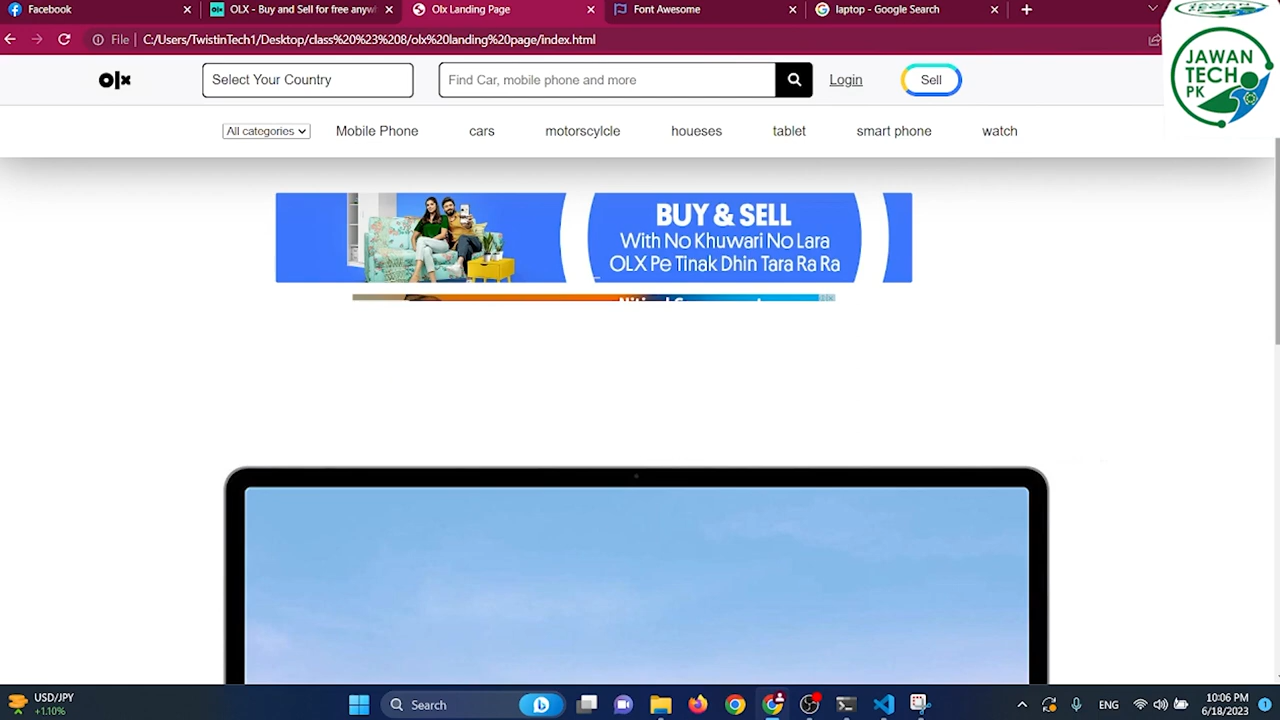 Facebook
OLX - Buy and Sell for free anyw
Olx Landing Page
Font Awesome
laptop - Google Search
File
C:/Users/TwistinTech1/Desktop/class%20%23%208/olx%20landing%20page/index.html
JAWAN
TECH
PK
olx
Select Your Country
Find Car, mobile phone and more
Login
Sell
All categories
Mobile Phone
cars
motorscylcle
houeses
tablet
smart phone
watch
BUY & SELL
With No Khuwari No Lara
OLX Pe Tinak Dhin Tara Ra Ra
USD/JPY
+1.10%
Search
ENG
10:06 PM
6/18/2023
1